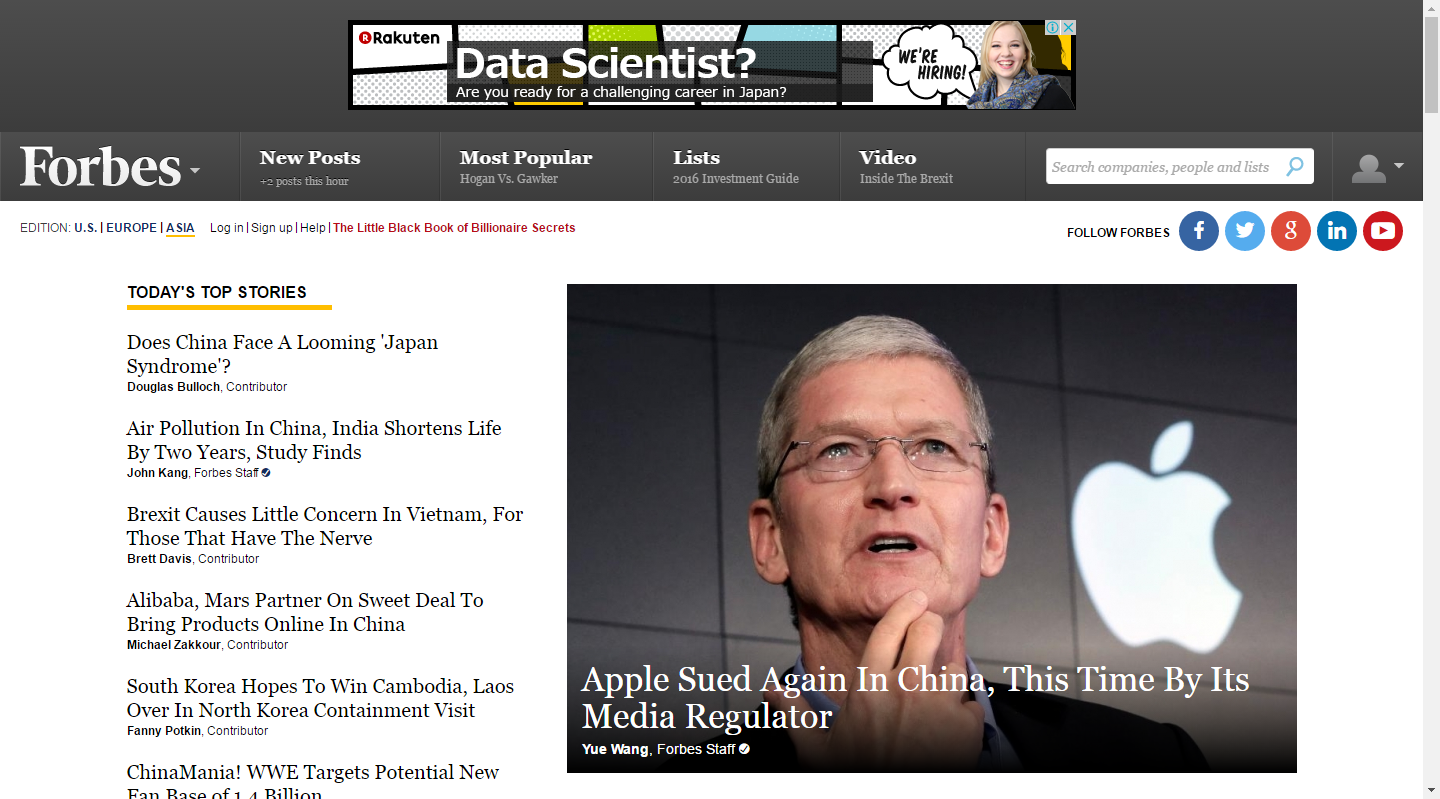 Rakuten
Data Scientist?
Are you ready for a challenging career in Japan?
WE'RE
HIRING!
Forbes
New Posts
+2 posts this hour
Most Popular
Hogan Vs. Gawker
Lists
2016 Investment Guide
Video
Inside The Brexit
Search companies, people and lists
EDITION: U.S. | EUROPE | ASIA Log in | Sign up | Help | The Little Black Book of Billionaire Secrets
FOLLOW FORBES
TODAY'S TOP STORIES
Does China Face A Looming 'Japan
Syndrome'?
Douglas Bulloch, Contributor
Air Pollution In China, India Shortens Life
By Two Years, Study Finds
John Kang, Forbes Staff
Brexit Causes Little Concern In Vietnam, For
Those That Have The Nerve
Brett Davis, Contributor
Alibaba, Mars Partner On Sweet Deal To
Bring Products Online In China
Michael Zakkour, Contributor
South Korea Hopes To Win Cambodia, Laos
Over In North Korea Containment Visit
Fanny Potkin, Contributor
ChinaMania! WWE Targets Potential New
Fan Base of 1.4 Billion
Apple Sued Again In China, This Time By Its
Media Regulator
Yue Wang, Forbes Staff